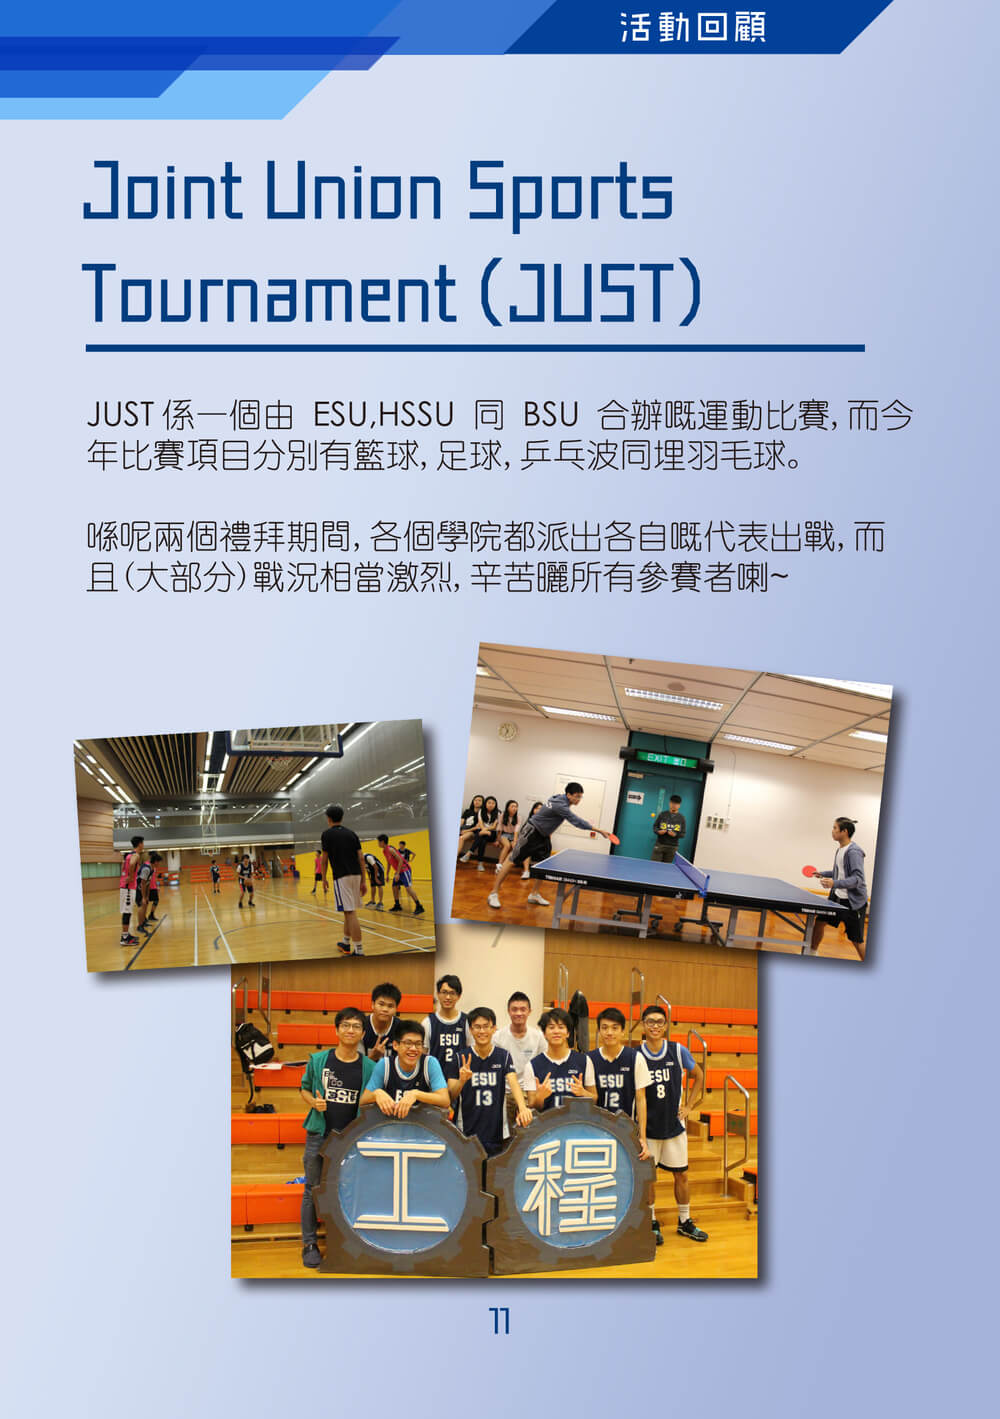 活動回顧
Joint Union Sports
Tournament (JUST)
JUST 係一個由 ESU,HSSU 同 BSU 合辦嘅運動比賽, 而今
年比賽項目分別有籃球, 足球, 乒乓波同埋羽毛球。
喺呢兩個禮拜期間, 各個學院都派出各自嘅代表出戰, 而
且 (大部分) 戰況相當激烈, 辛苦曬所有參賽者喇~
EXIT 出口
ESU
2
ESU
13
ESU
ESU
12
ESU
8
ESU
工程
11